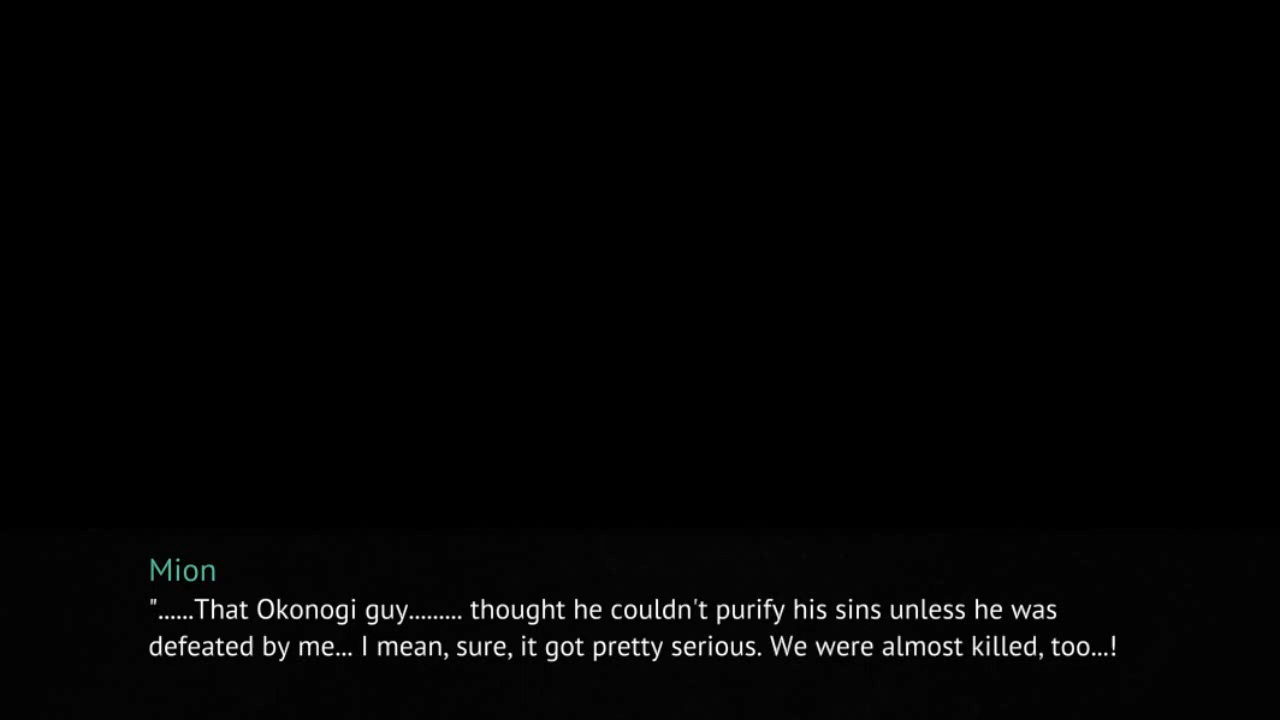 Mion
"......That Okonogi guy......... thought he couldn't purify his sins unless he was
defeated by me... I mean, sure, it got pretty serious. We were almost killed, too...!